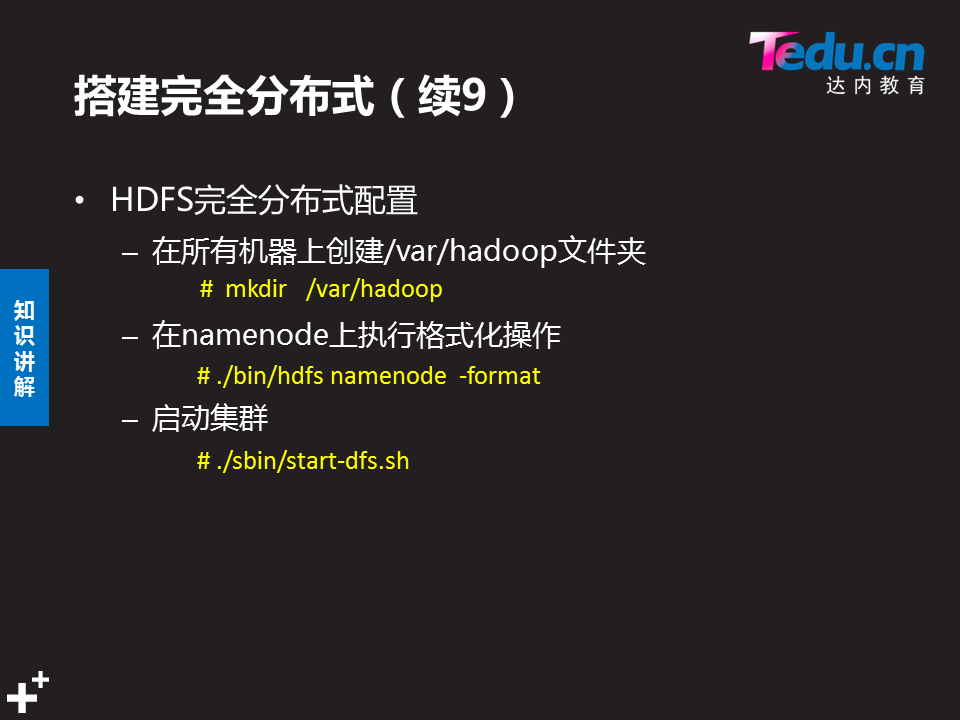 Tedu.cn
达内教育
搭建完全分布式（续9）
• HDFS完全分布式配置
– 在所有机器上创建/var/hadoop文件夹
# mkdir /var/hadoop
– 在namenode上执行格式化操作
# ./bin/hdfs namenode -format
– 启动集群
# ./sbin/start-dfs.sh
知识讲解